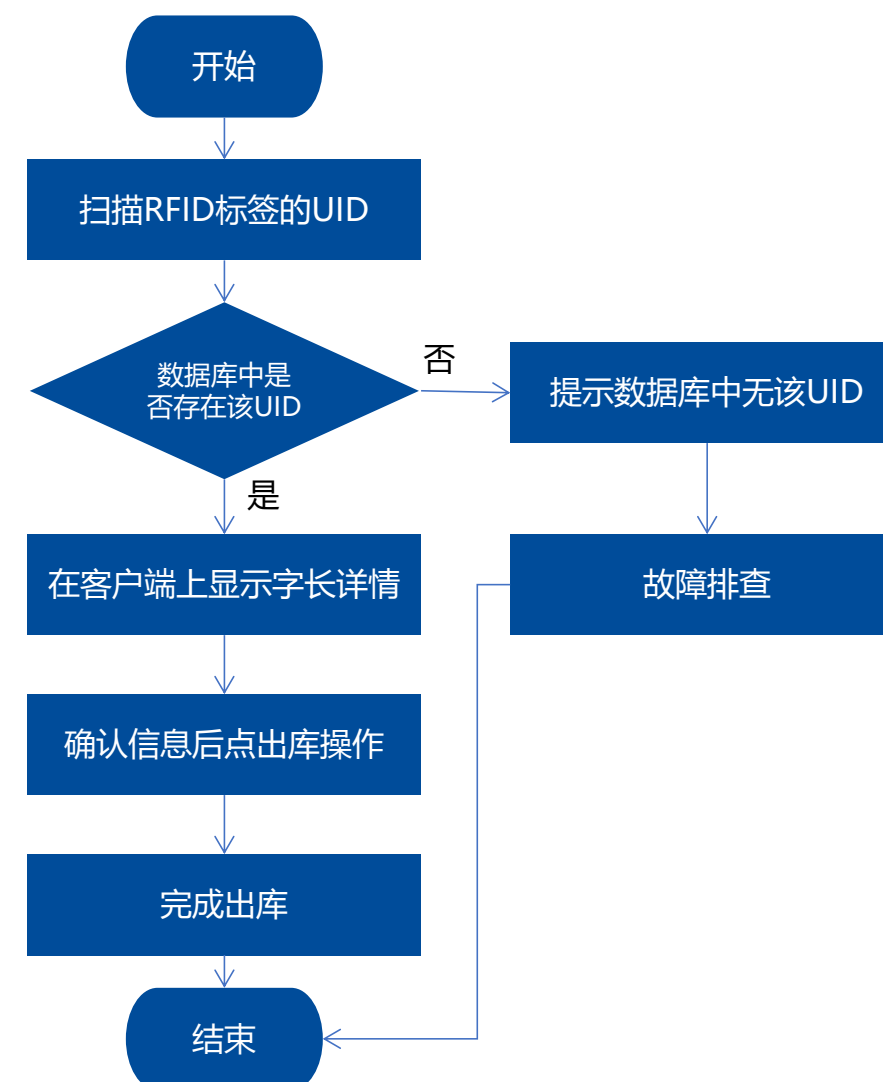 开始
扫描RFID标签的UID
数据库中是
否存在该UID
否
提示数据库中无该UID
是
在客户端上显示字长详情
故障排查
确认信息后点出库操作
完成出库
结束